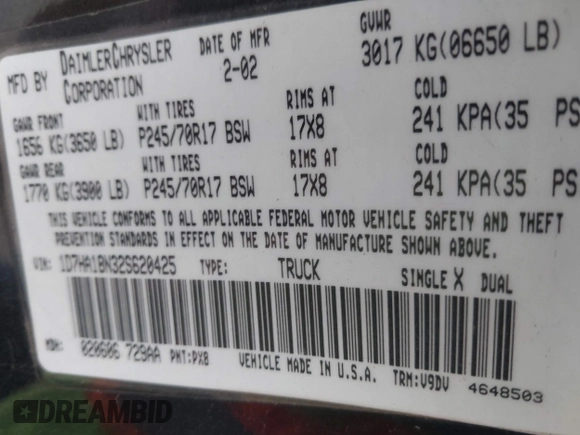 MFD BY DAIMLERCHRYSLER CORPORATION DATE OF MFR 2-02 GVWR 3017 KG(06650 LB)
GAWR FRONT WITH TIRES RIMS AT COLD
1656 KG(3650 LB) P245/70R17 BSW 17X8 241 KPA(35 PS
GAWR REAR WITH TIRES RIMS AT COLD
1770 KG(3900 LB) P245/70R17 BSW 17X8 241 KPA(35 PS
THIS VEHICLE CONFORMS TO ALL APPLICABLE FEDERAL MOTOR VEHICLE SAFETY AND THEFT
PREVENTION STANDARDS IN EFFECT ON THE DATE OF MANUFACTURE SHOWN ABOVE.
VIN: 1D7HA18N32S620425 TYPE: TRUCK SINGLE X DUAL
MDH: 020606 729AA PNT:PX8 VEHICLE MADE IN U.S.A. TRM:V9DV 4648503
DREAMBID